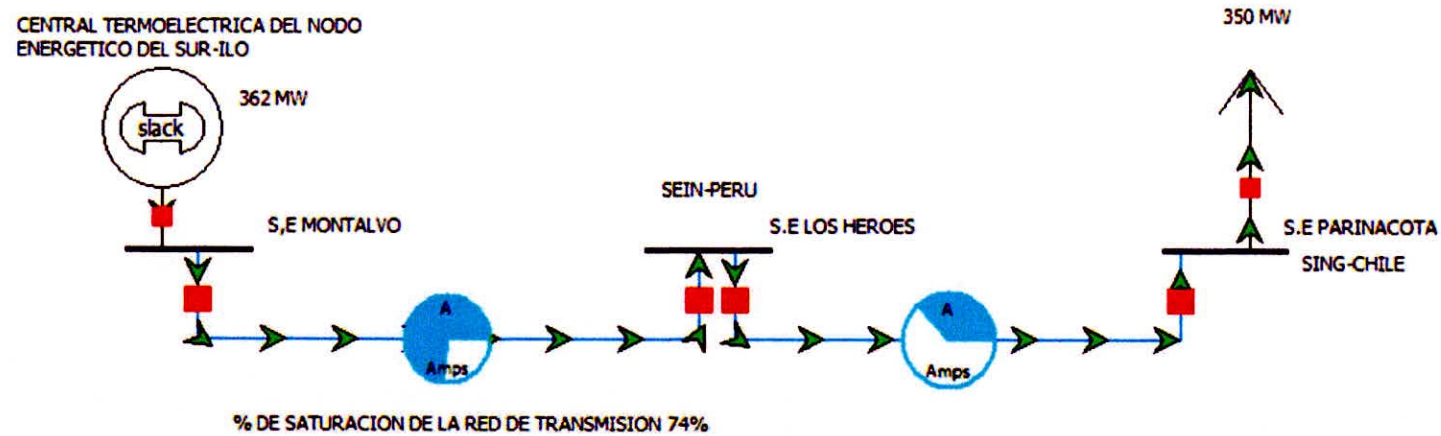 CENTRAL TERMOELECTRICA DEL NODO
ENERGETICO DEL SUR-ILO
362 MW
slack
350 MW
S,E MONTALVO
SEIN-PERU
S.E LOS HEROES
S.E PARINACOTA
SING-CHILE
A
Amps
A
Amps
% DE SATURACION DE LA RED DE TRANSMISION 74%